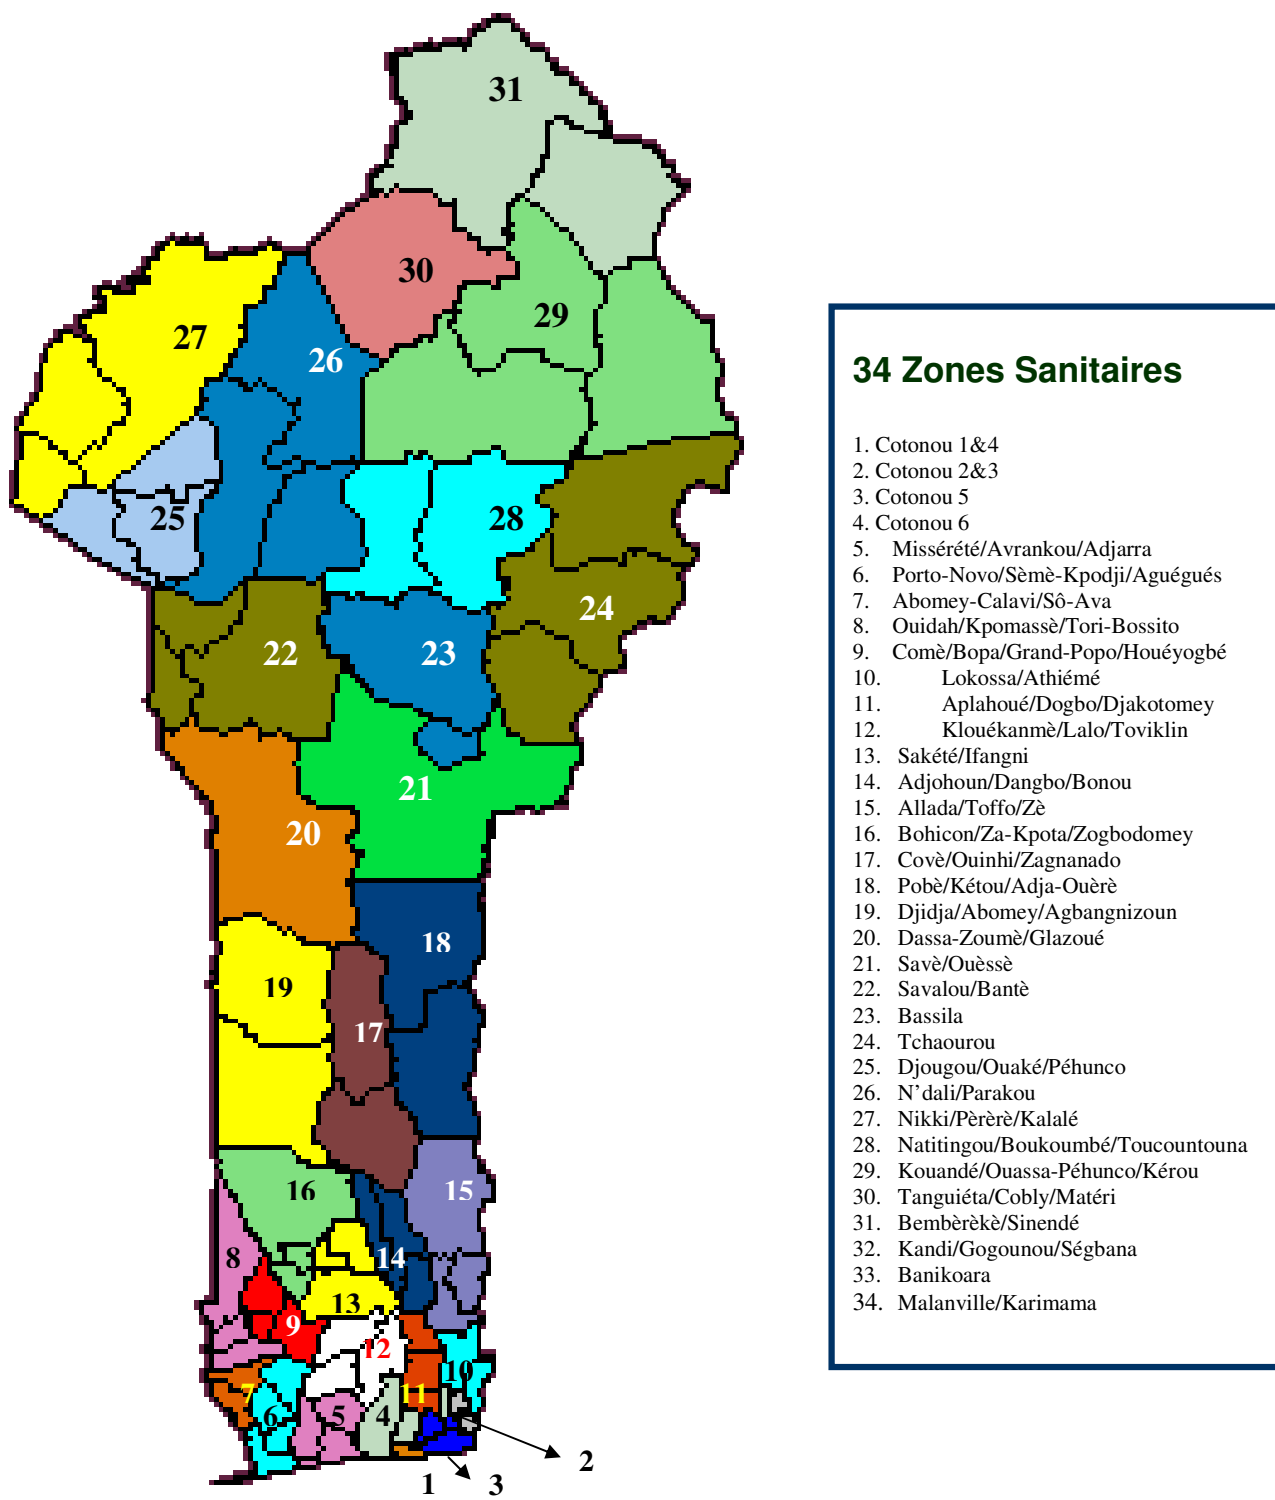 31
30
29
27
26
28
25
24
22
23
21
20
18
19
17
16
15
8
14
13
9
12
10
7
11
6
5
4
2
1
3
34 Zones Sanitaires
1. Cotonou 1&4
2. Cotonou 2&3
3. Cotonou 5
4. Cotonou 6
5. Missérété/Avrankou/Adjarra
6. Porto-Novo/Sèmè-Kpodji/Aguégués
7. Abomey-Calavi/Sô-Ava
8. Ouidah/Kpomassè/Tori-Bossito
9. Comè/Bopa/Grand-Popo/Houéyogbé
10. Lokossa/Athiémé
11. Aplahoué/Dogbo/Djakotomey
12. Klouékanmè/Lalo/Toviklin
13. Sakété/Ifangni
14. Adjohoun/Dangbo/Bonou
15. Allada/Toffo/Zè
16. Bohicon/Za-Kpota/Zogbodomey
17. Covè/Ouinhi/Zagnanado
18. Pobè/Kétou/Adja-Ouèrè
19. Djidja/Abomey/Agbangnizoun
20. Dassa-Zoumè/Glazoué
21. Savè/Ouèssè
22. Savalou/Bantè
23. Bassila
24. Tchaourou
25. Djougou/Ouaké/Péhunco
26. N’dali/Parakou
27. Nikki/Pèrèrè/Kalalé
28. Natitingou/Boukoumbé/Toucountouna
29. Kouandé/Ouassa-Péhunco/Kérou
30. Tanguiéta/Cobly/Matéri
31. Bembèrèkè/Sinendé
32. Kandi/Gogounou/Ségbana
33. Banikoara
34. Malanville/Karimama